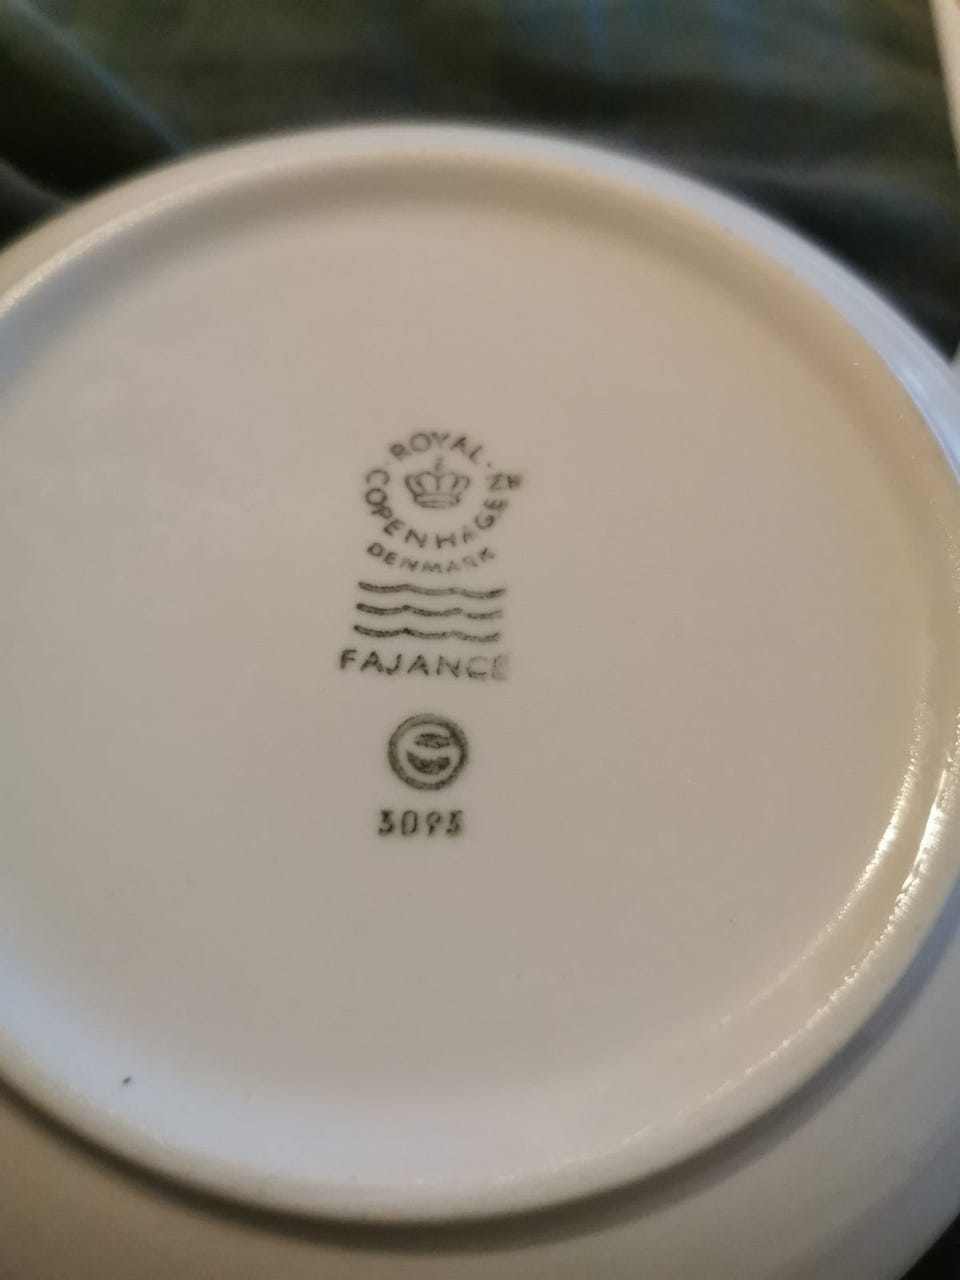 ROYAL
COPENHAGEN
DENMARK
FAJANCE
3093